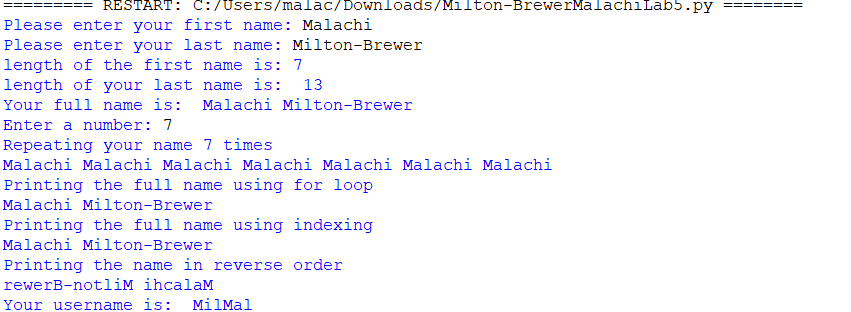 ========= RESTART: C:/Users/malac/Downloads/Milton-BrewerMalachiLab5.py ========
Please enter your first name: Malachi
Please enter your last name: Milton-Brewer
length of the first name is: 7
length of your last name is:  13
Your full name is:  Malachi Milton-Brewer
Enter a number: 7
Repeating your name 7 times
Malachi Malachi Malachi Malachi Malachi Malachi Malachi
Printing the full name using for loop
Malachi Milton-Brewer
Printing the full name using indexing
Malachi Milton-Brewer
Printing the name in reverse order
rewerB-notliM ihcalaM
Your username is:  MilMal